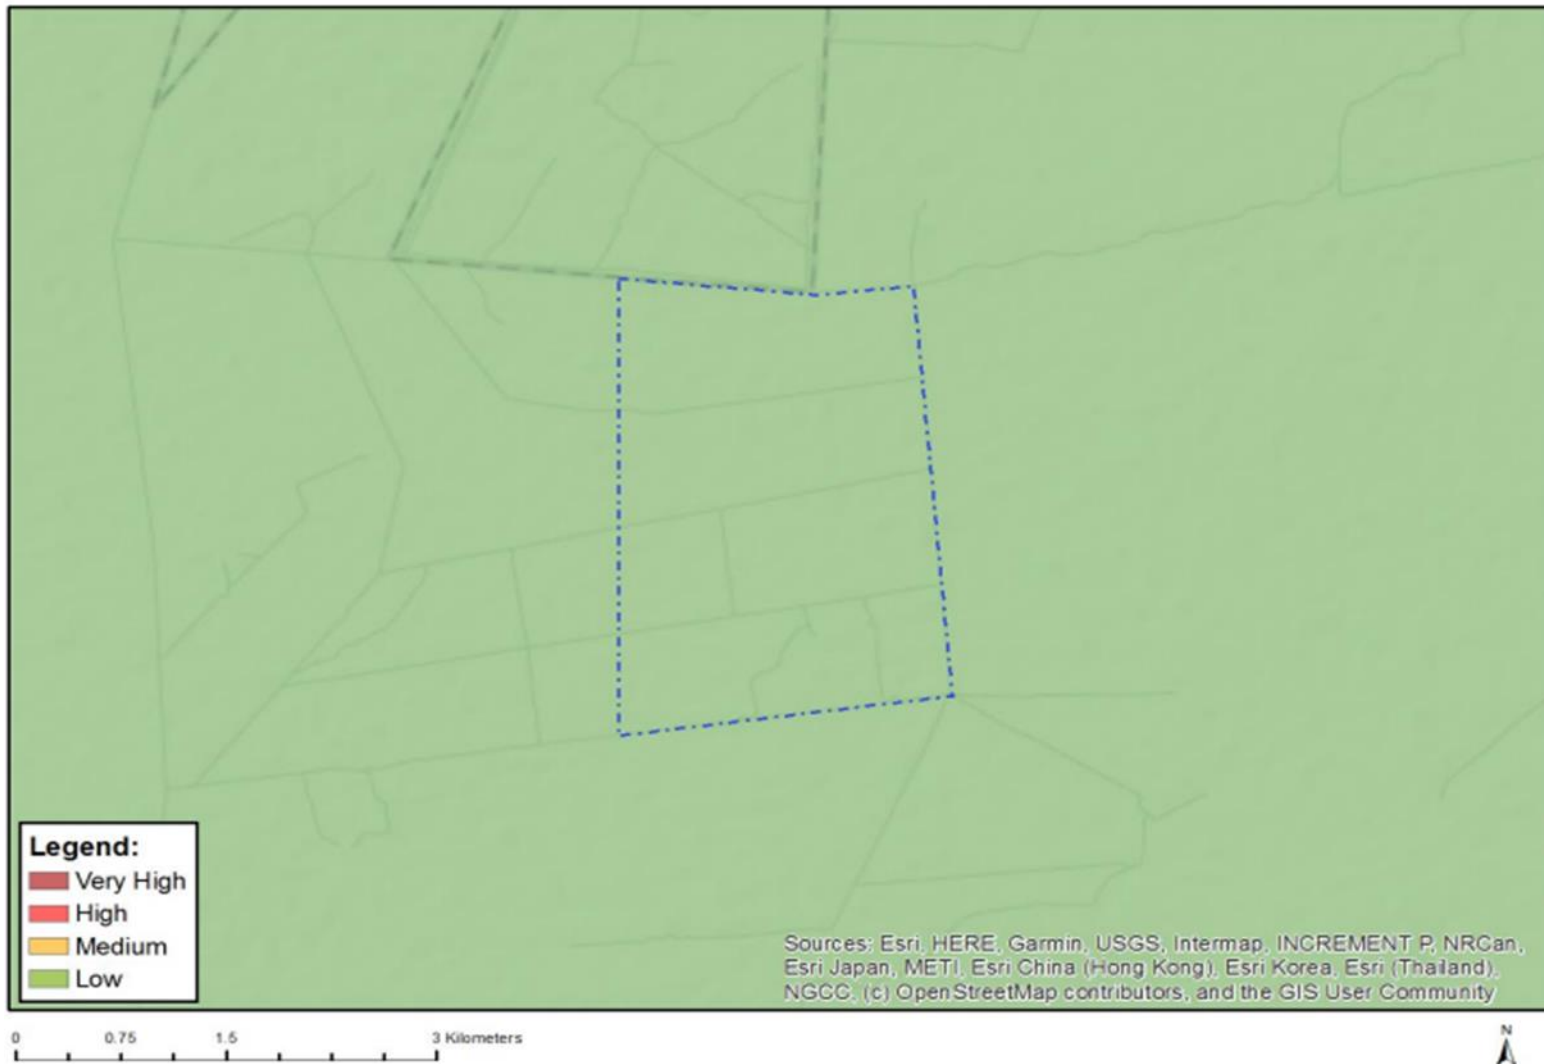 Legend:
Very High
High
Medium
Low
Sources: Esri, HERE, Garmin, USGS, Intermap, INCREMENT P, NRCan,
Esri Japan, METI, Esri China (Hong Kong), Esri Korea, Esri (Thailand),
NGCC, (c) OpenStreetMap contributors, and the GIS User Community
0 0.75 1.5 3 Kilometers
N